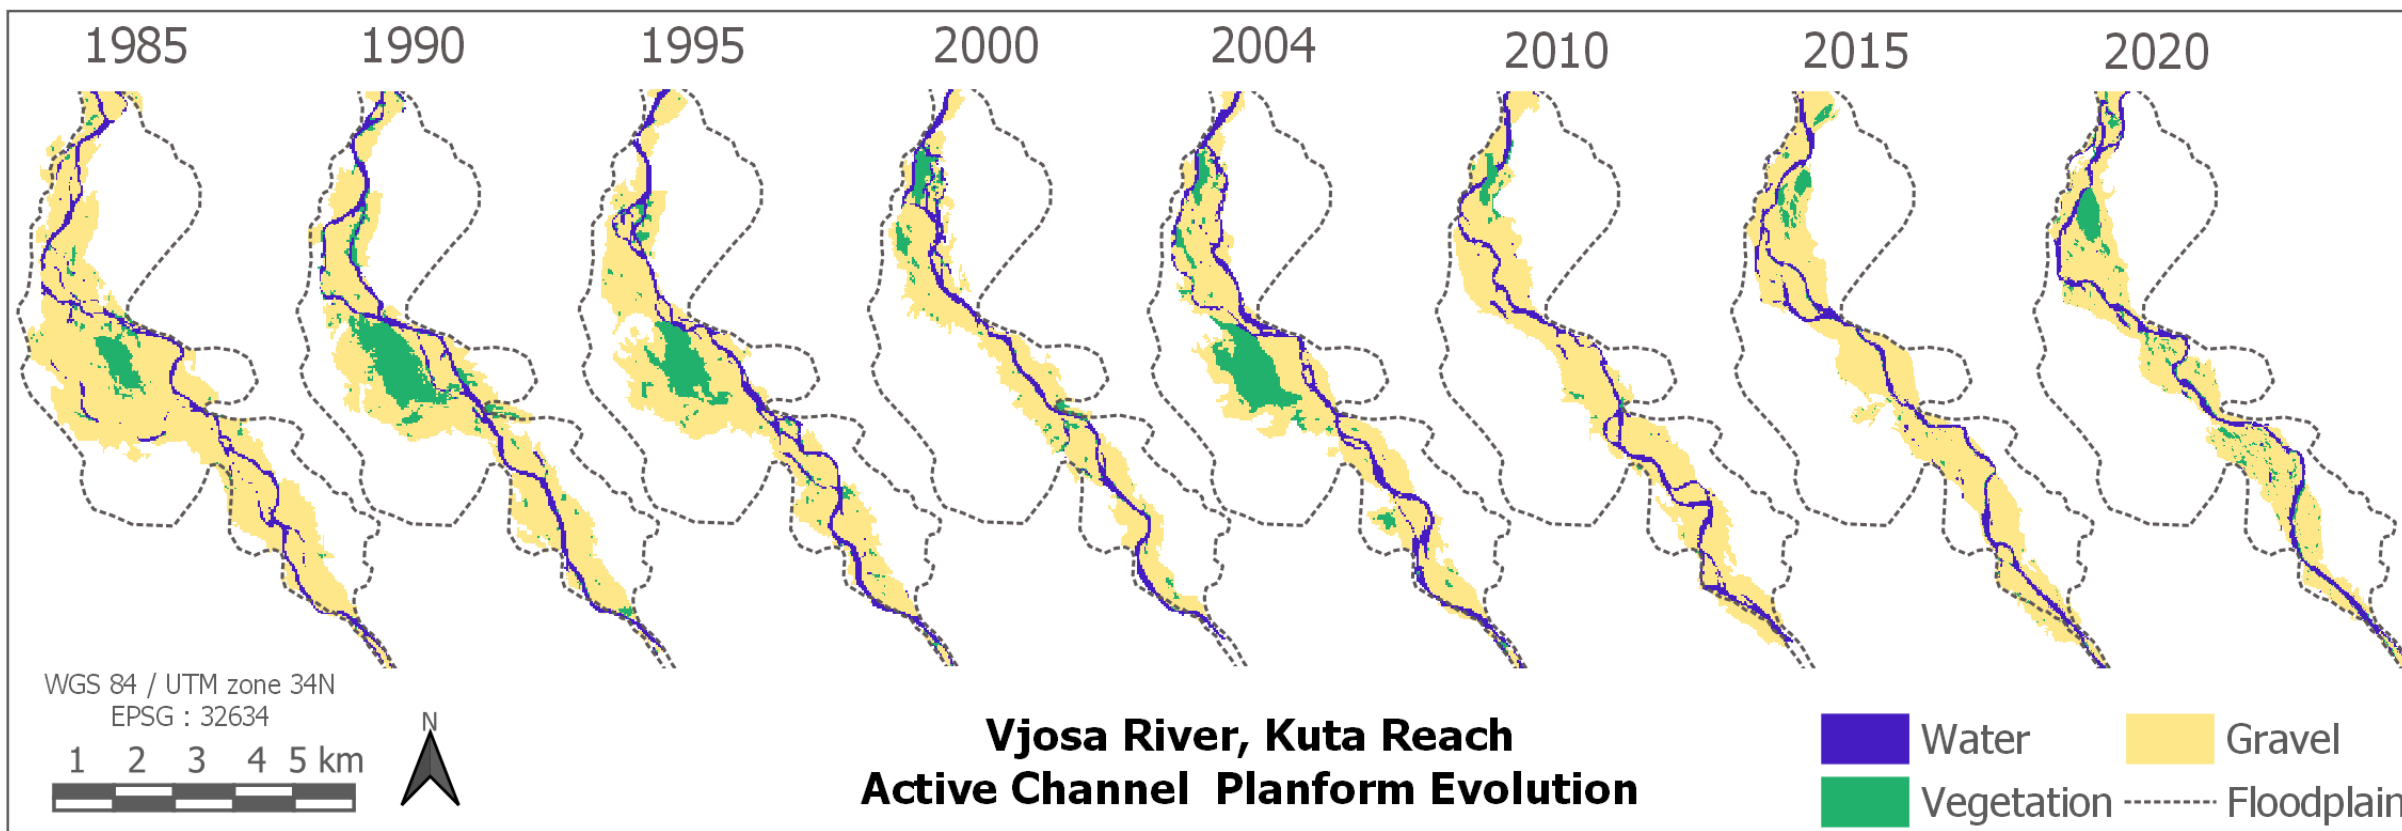 1985 1990 1995 2000 2004 2010 2015 2020
WGS 84 / UTM zone 34N
EPSG : 32634
1 2 3 4 5 km
N
Vjosa River, Kuta Reach
Active Channel Planform Evolution
Water Gravel
Vegetation Floodplain